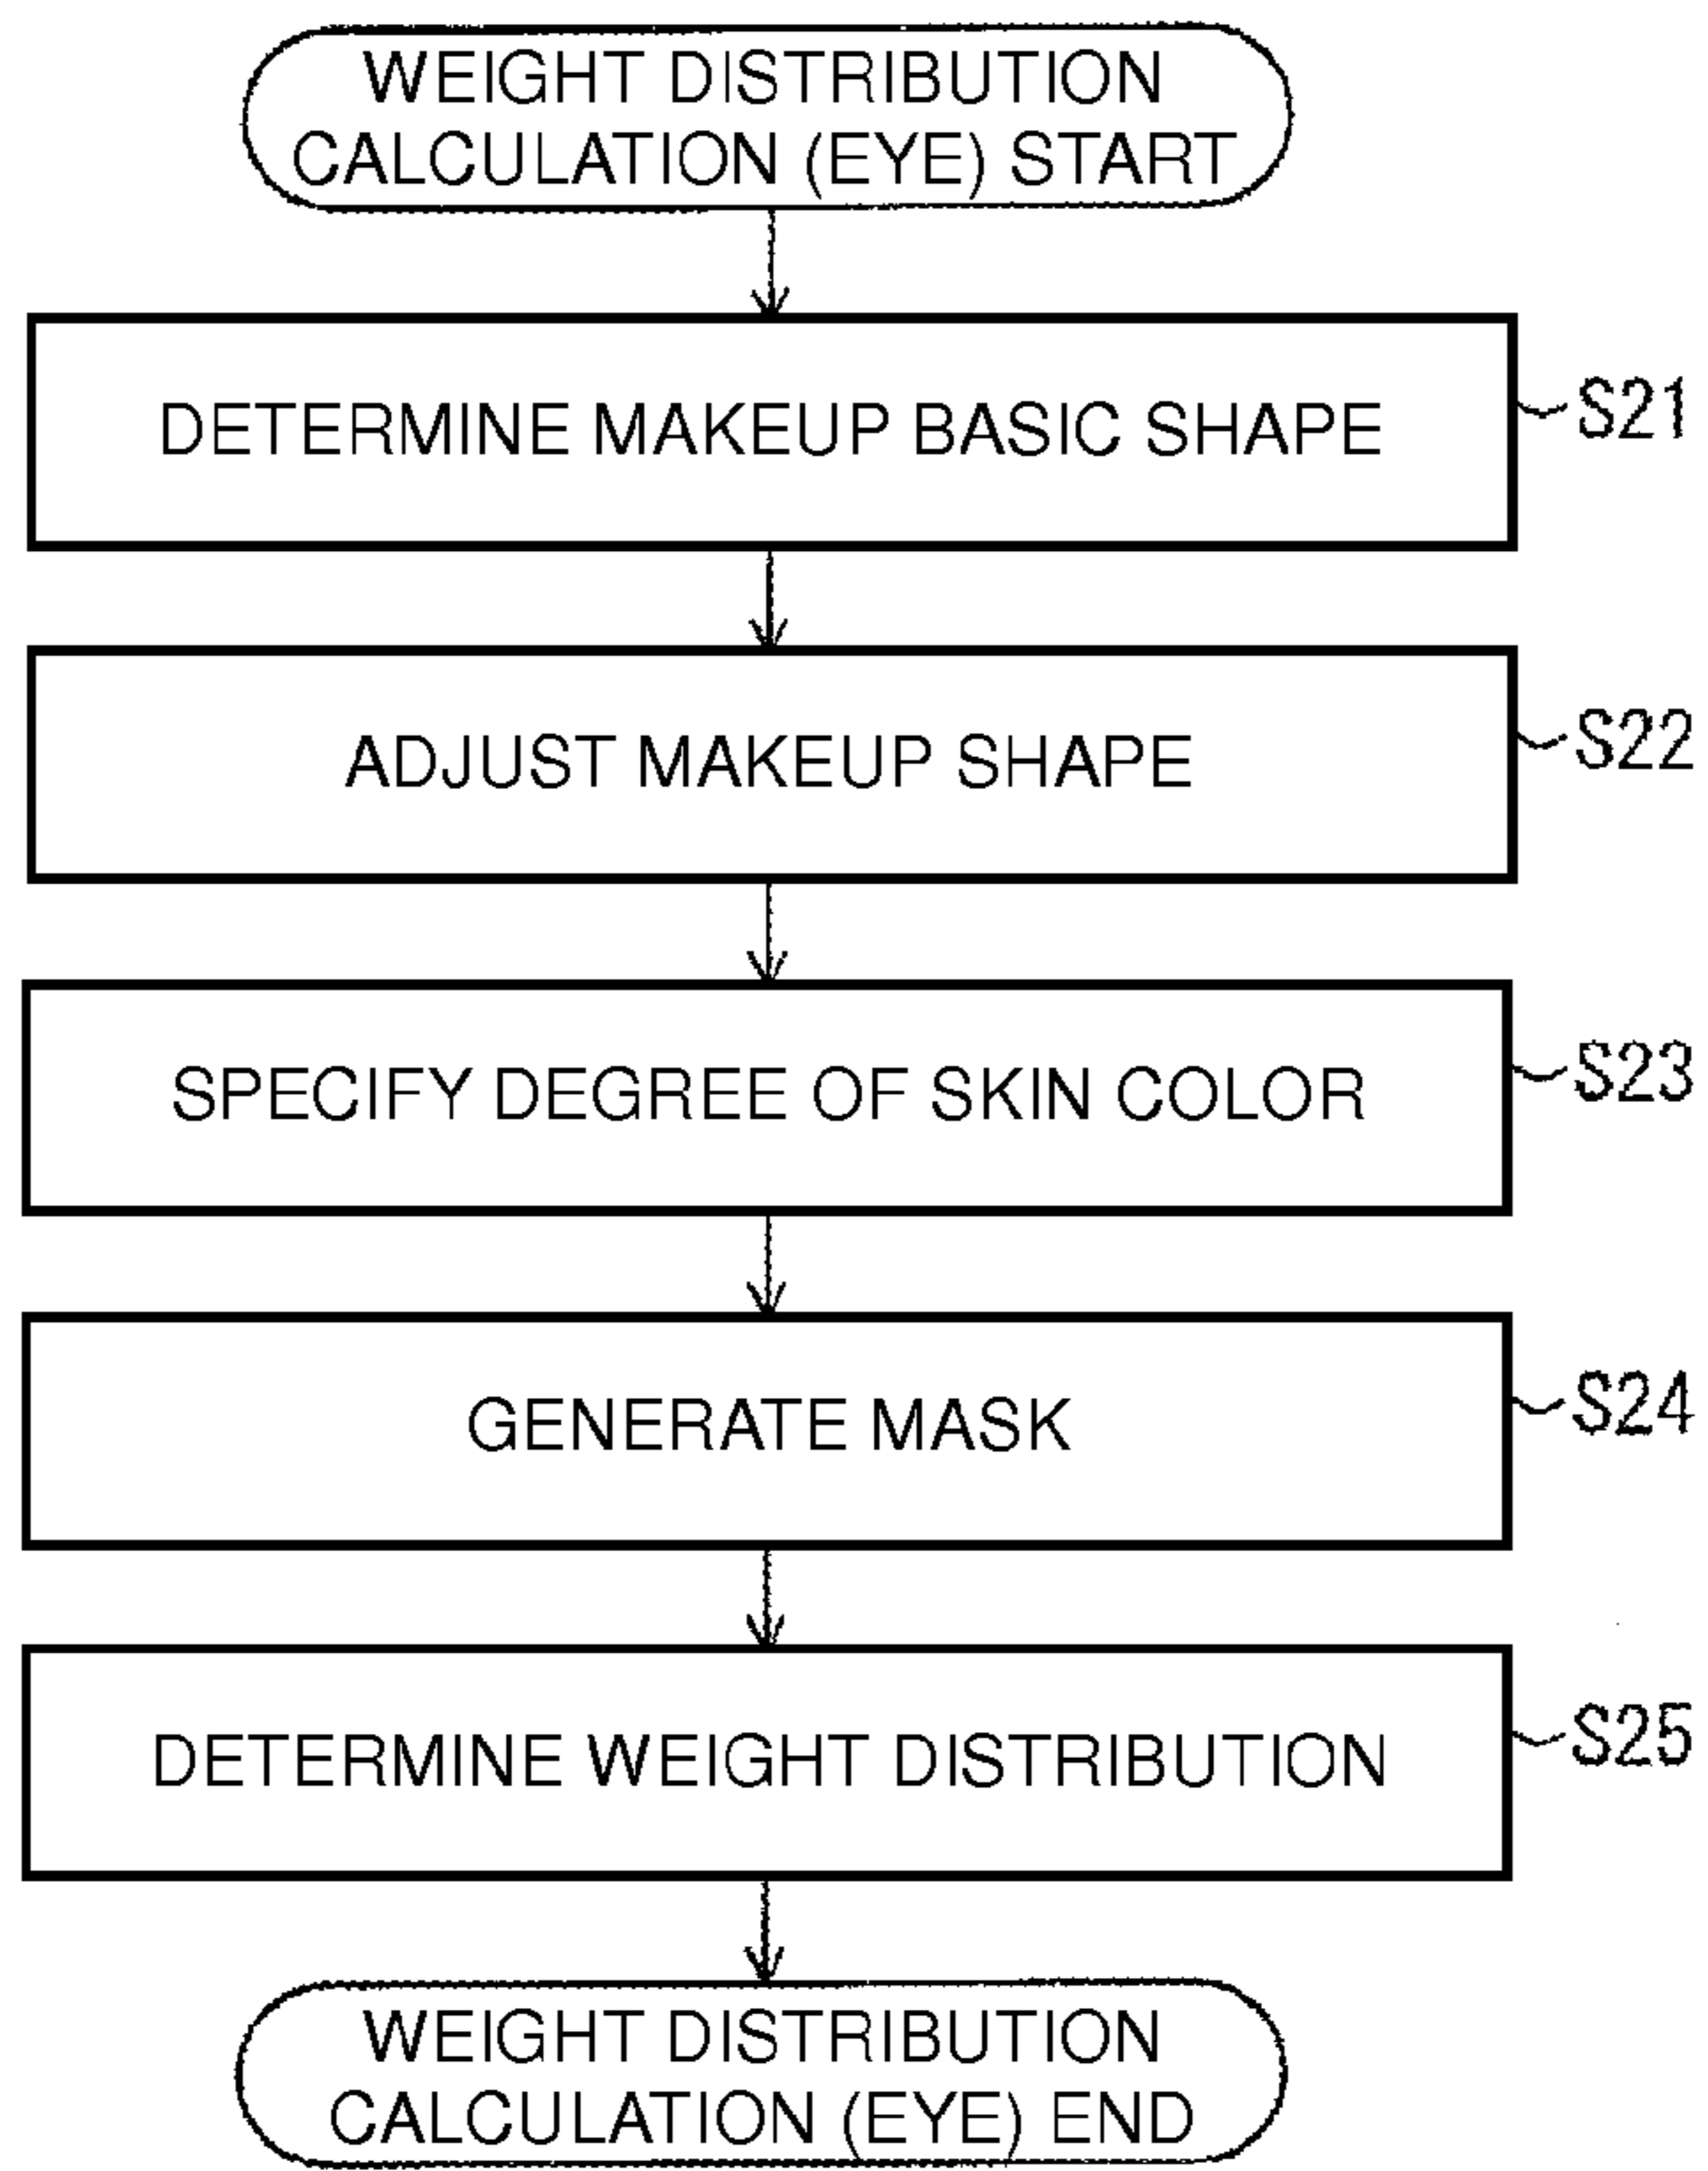 WEIGHT DISTRIBUTION
CALCULATION (EYE) START
DETERMINE MAKEUP BASIC SHAPE
S21
ADJUST MAKEUP SHAPE
S22
SPECIFY DEGREE OF SKIN COLOR
S23
GENERATE MASK
S24
DETERMINE WEIGHT DISTRIBUTION
S25
WEIGHT DISTRIBUTION
CALCULATION (EYE) END